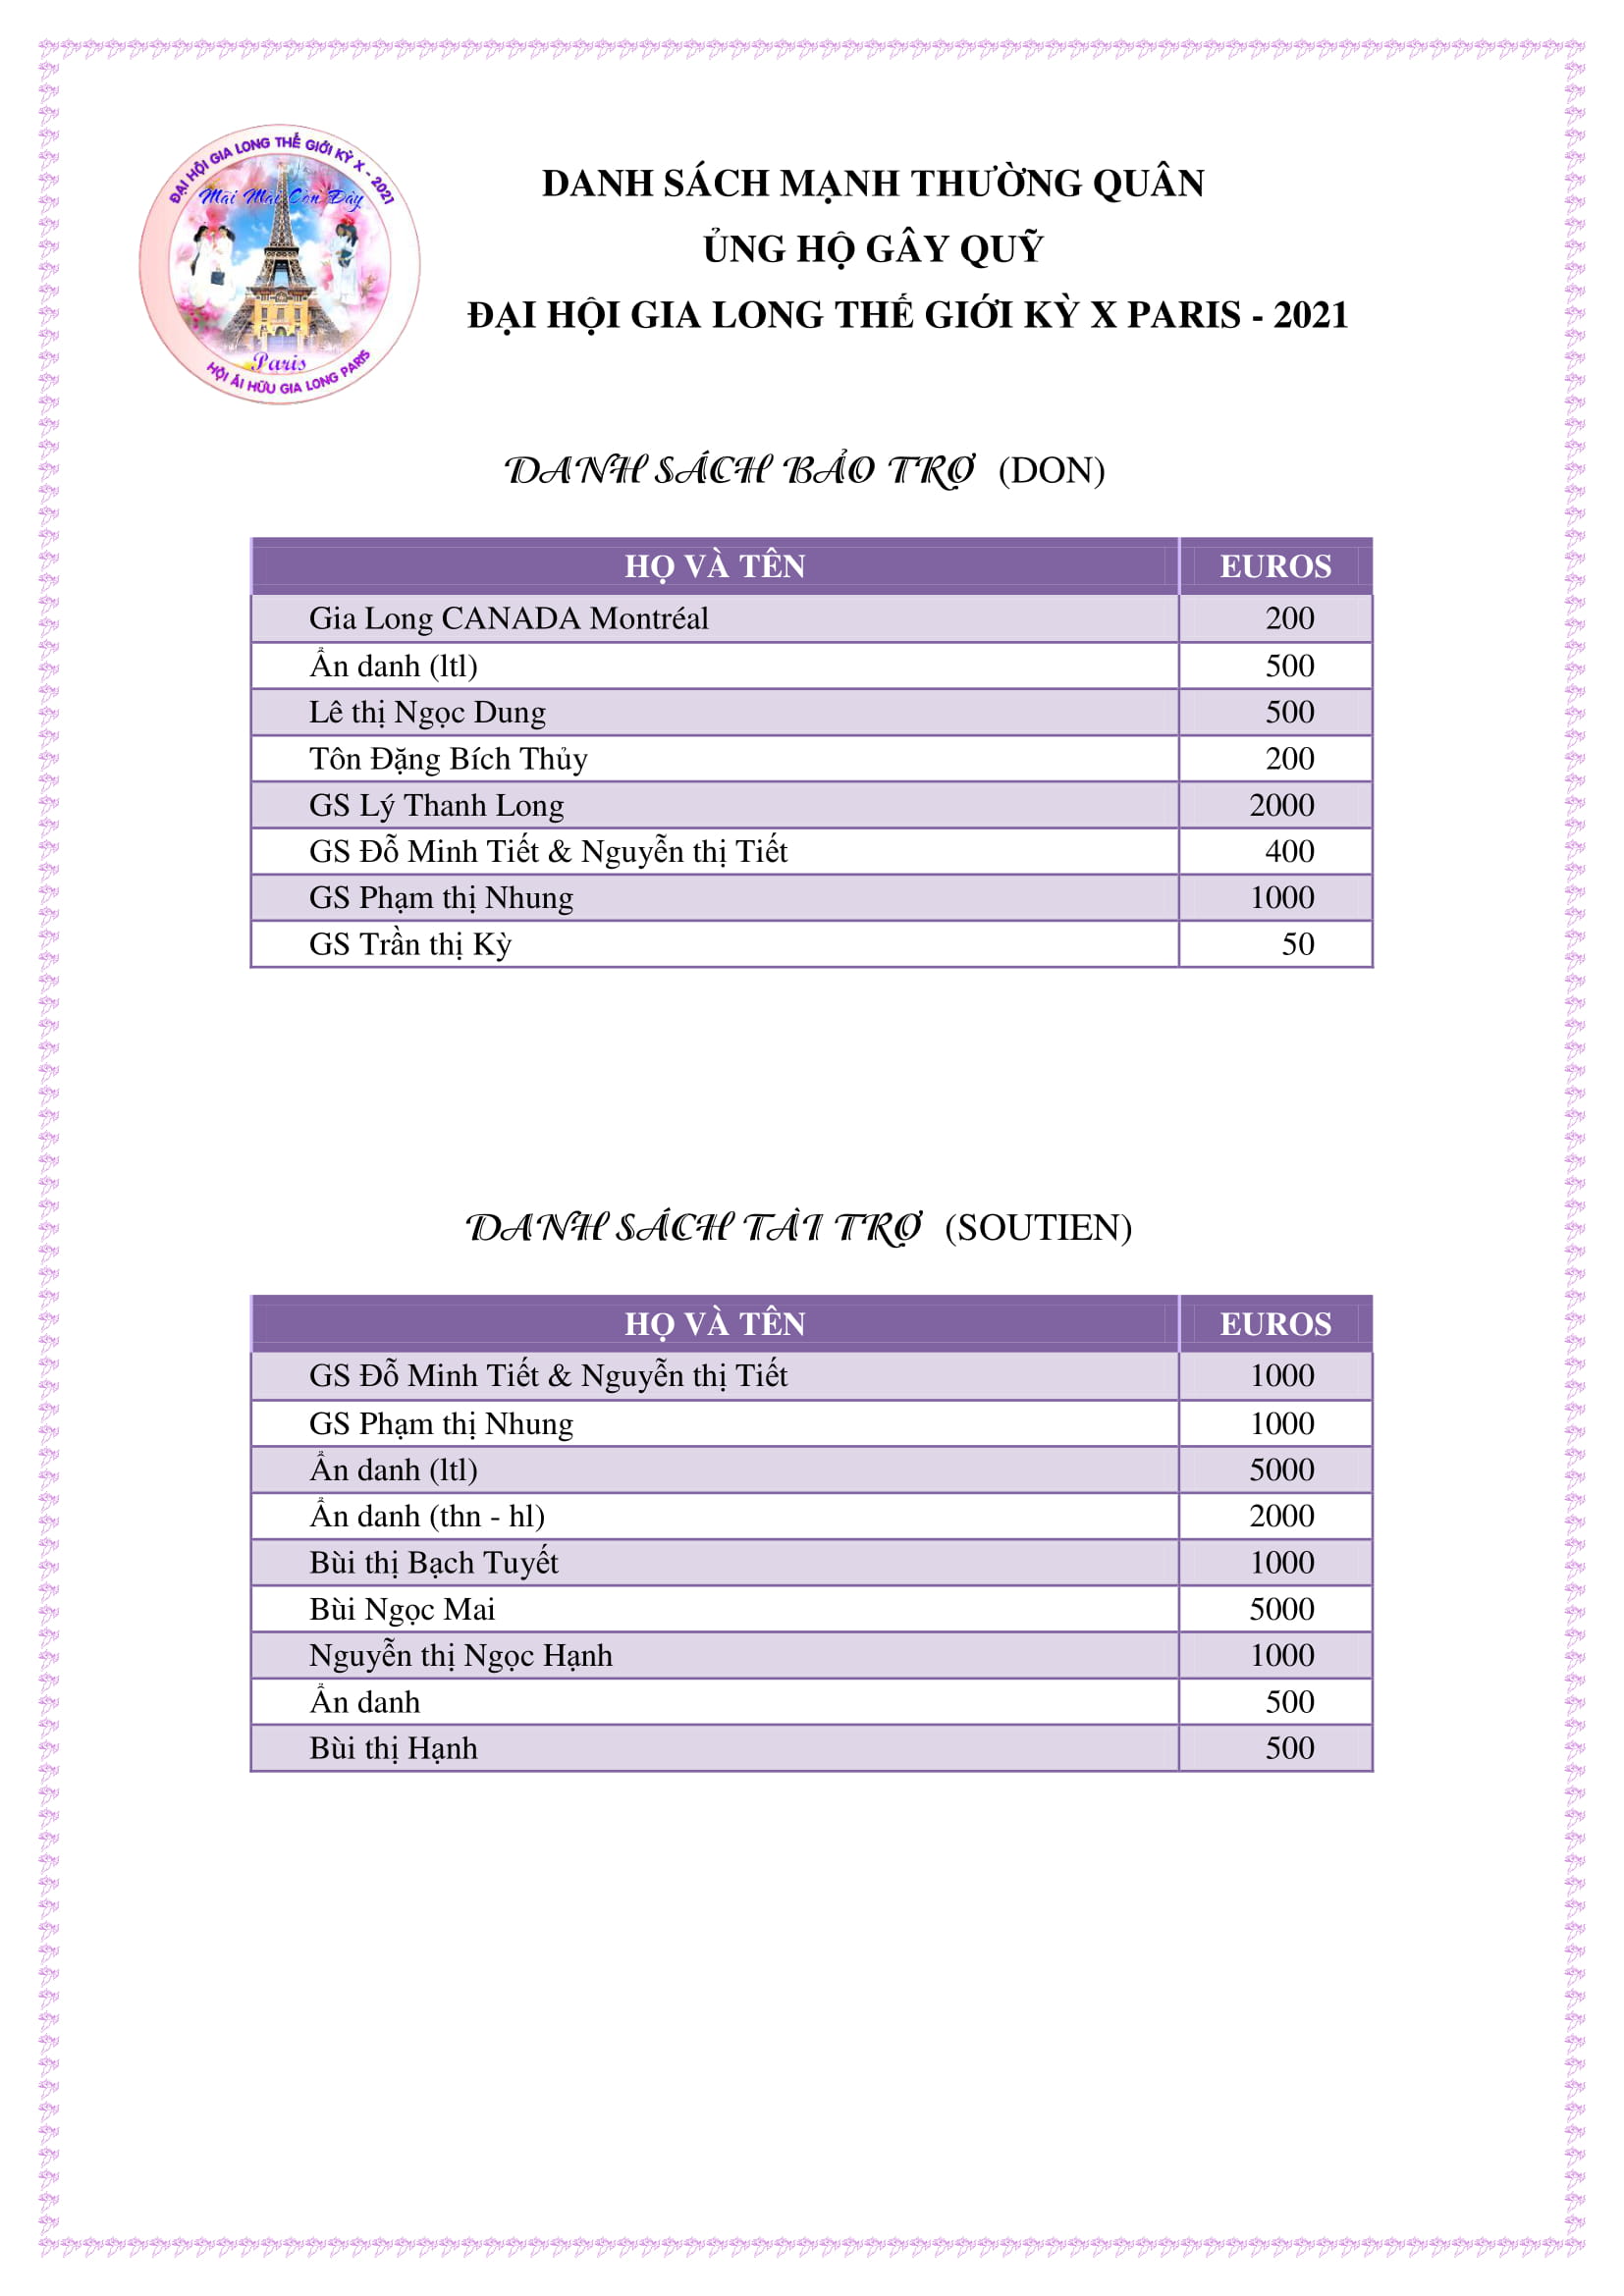 ĐẠI HỘI GIA LONG THẾ GIỚI KỲ X - 2021
Mãi Mãi Còn Đây
Paris
HỘI ÁI HỮU GIA LONG PARIS
DANH SÁCH MẠNH THƯỜNG QUÂN
ỦNG HỘ GÂY QUỸ
ĐẠI HỘI GIA LONG THẾ GIỚI KỲ X PARIS - 2021
DANH SÁCH BẢO TRỢ (DON)
HỌ VÀ TÊN EUROS
Gia Long CANADA Montréal 200
Ẩn danh (ltl) 500
Lê thị Ngọc Dung 500
Tôn Đặng Bích Thủy 200
GS Lý Thanh Long 2000
GS Đỗ Minh Tiết & Nguyễn thị Tiết 400
GS Phạm thị Nhung 1000
GS Trần thị Kỳ 50
DANH SÁCH TÀI TRỢ (SOUTIEN)
HỌ VÀ TÊN EUROS
GS Đỗ Minh Tiết & Nguyễn thị Tiết 1000
GS Phạm thị Nhung 1000
Ẩn danh (ltl) 5000
Ẩn danh (thn - hl) 2000
Bùi thị Bạch Tuyết 1000
Bùi Ngọc Mai 5000
Nguyễn thị Ngọc Hạnh 1000
Ẩn danh 500
Bùi thị Hạnh 500